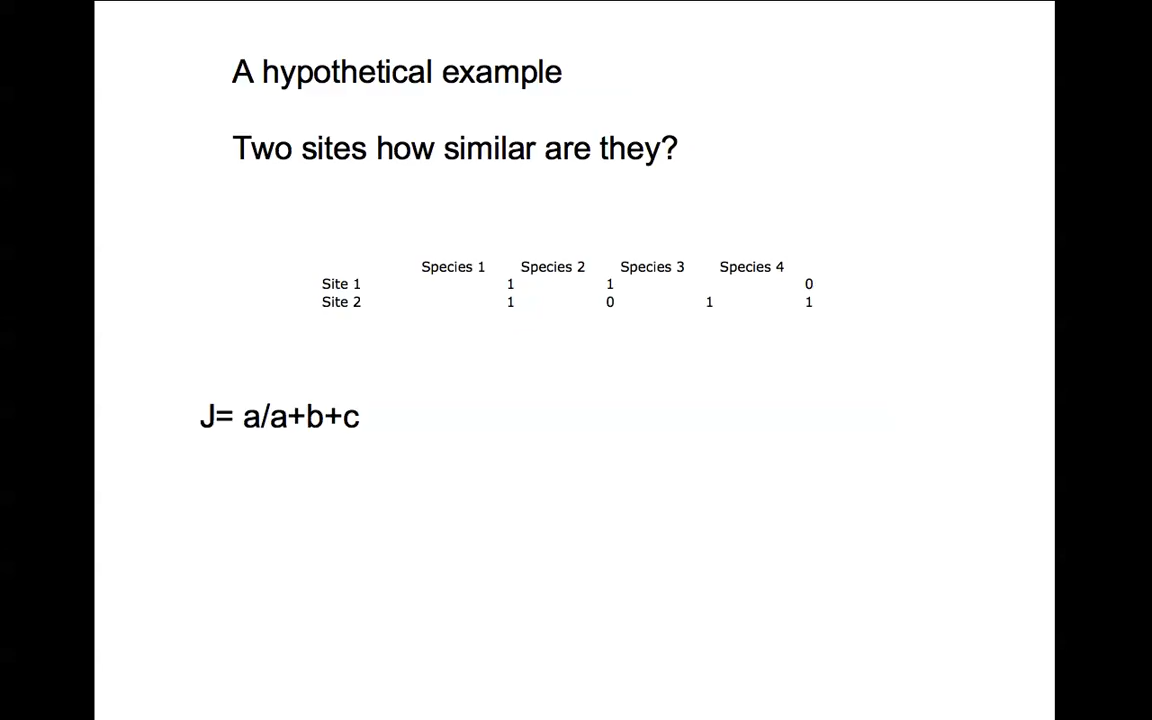 A hypothetical example
Two sites how similar are they?
Species 1 Species 2 Species 3 Species 4
Site 1 1 1 0
Site 2 1 0 1 1
J= a/a+b+c